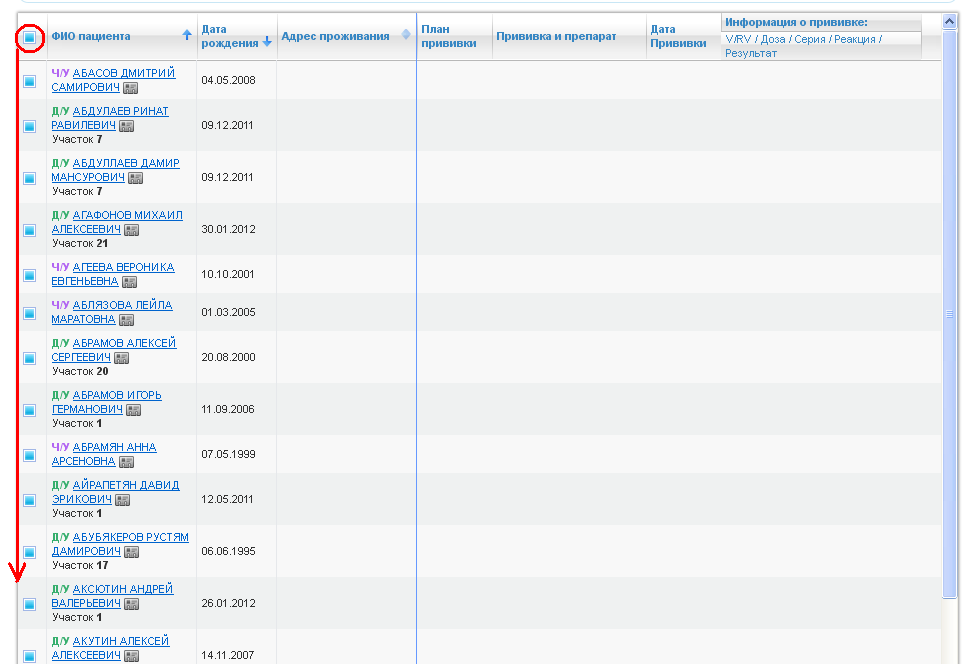 ФИО пациента
Дата
рождения
Адрес проживания
План
прививки
Прививка и препарат
Дата
Прививки
Информация о прививке:
V/RV / Доза / Серия / Реакция /
Результат
Ч/У АБАСОВ ДМИТРИЙ
САМИРОВИЧ
04.05.2008
Д/У АБДУЛАЕВ РИНАТ
РАВИЛЕВИЧ
Участок 7
09.12.2011
Д/У АБДУЛЛАЕВ ДАМИР
МАНСУРОВИЧ
Участок 7
09.12.2011
Д/У АГАФОНОВ МИХАИЛ
АЛЕКСЕЕВИЧ
Участок 21
30.01.2012
Ч/У АГЕЕВА ВЕРОНИКА
ЕВГЕНЬЕВНА
10.10.2001
Ч/У АБЛЯЗОВА ЛЕЙЛА
МАРАТОВНА
01.03.2005
Д/У АБРАМОВ АЛЕКСЕЙ
СЕРГЕЕВИЧ
Участок 20
20.08.2000
Д/У АБРАМОВ ИГОРЬ
ГЕРМАНОВИЧ
Участок 1
11.09.2006
Ч/У АБРАМЯН АННА
АРСЕНОВНА
07.05.1999
Д/У АЙРАПЕТЯН ДАВИД
ЭРИКОВИЧ
Участок 1
12.05.2011
Д/У АБУБЯКЕРОВ РУСТЯМ
ДАМИРОВИЧ
Участок 17
06.06.1995
Д/У АКСЮТИН АНДРЕЙ
ВАЛЕРЬЕВИЧ
Участок 1
26.01.2012
Д/У АКУТИН АЛЕКСЕЙ
АЛЕКСЕЕВИЧ
14.11.2007